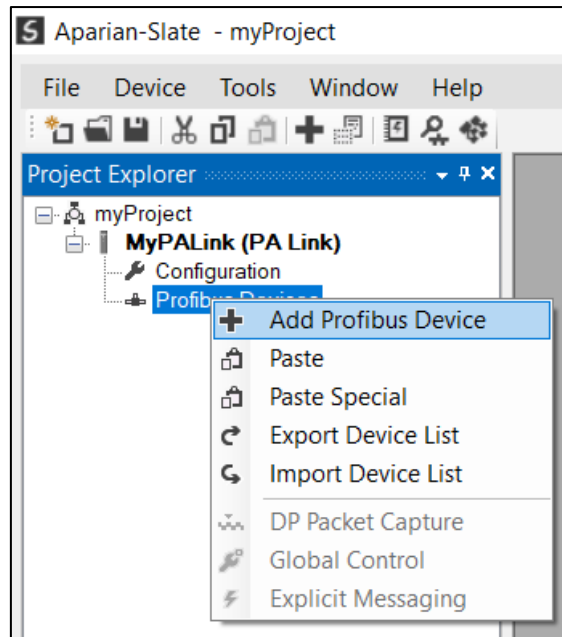 Aparian-Slate - myProject
File Device Tools Window Help
Project Explorer
myProject
MyPALink (PA Link)
Configuration
Profibus Devices
Add Profibus Device
Paste
Paste Special
Export Device List
Import Device List
DP Packet Capture
Global Control
Explicit Messaging